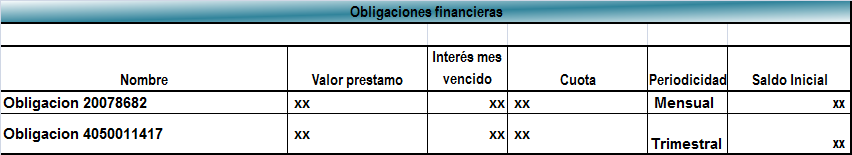 Obligaciones financieras
Nombre Valor prestamo Interés mes vencido Cuota Periodicidad Saldo Inicial
Obligacion 20078682 xx xx xx Mensual xx
Obligacion 4050011417 xx xx xx Trimestral xx